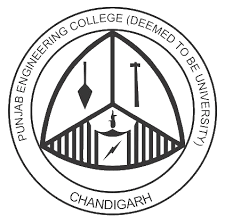 PUNJAB ENGINEERING COLLEGE (DEEMED TO BE UNIVERSITY)
CHANDIGARH